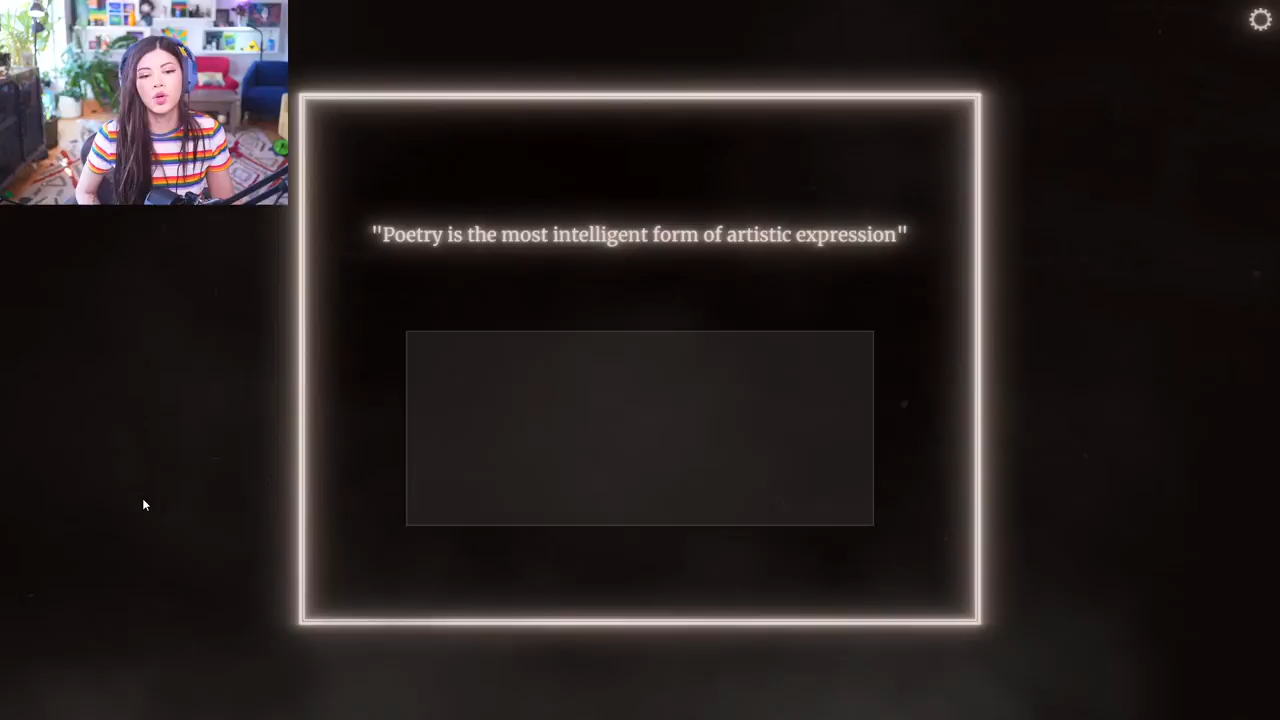 "Poetry is the most intelligent form of artistic expression"